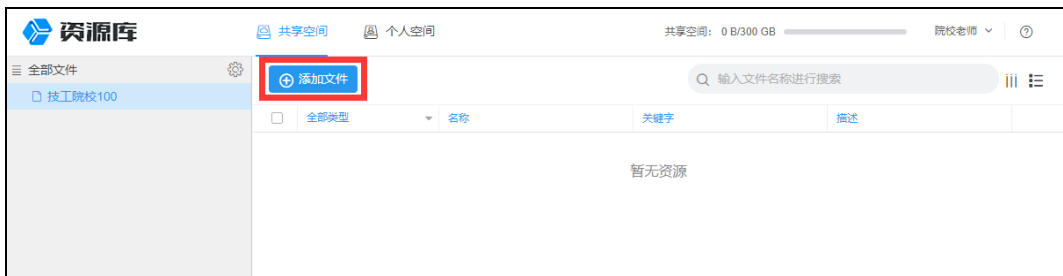 资源库 共享空间 个人空间 共享空间: 0 B/300 GB 院校老师
全部文件 添加文件 输入文件名称进行搜索
技工院校100
全部类型 名称 关键字 描述
暂无资源